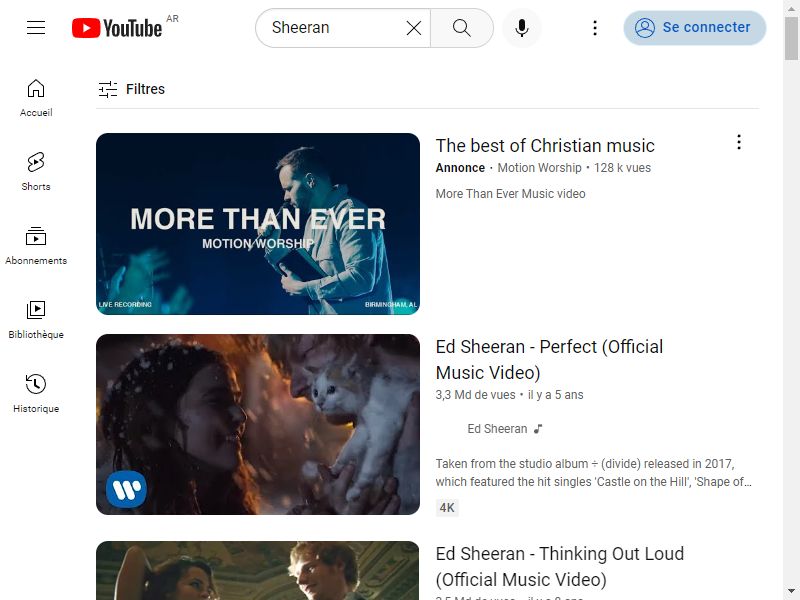 YouTube AR
Sheeran
Se connecter
Accueil
Shorts
Abonnements
Bibliothèque
Historique
Filtres
MORE THAN EVER
MOTION WORSHIP
LIVE RECORDING
BIRMINGHAM, AL
The best of Christian music
Annonce · Motion Worship • 128 k vues
More Than Ever Music video
Ed Sheeran - Perfect (Official
Music Video)
3,3 Md de vues • il y a 5 ans
Ed Sheeran
Taken from the studio album ÷ (divide) released in 2017,
which featured the hit singles 'Castle on the Hill', 'Shape of…
4K
Ed Sheeran - Thinking Out Loud
(Official Music Video)